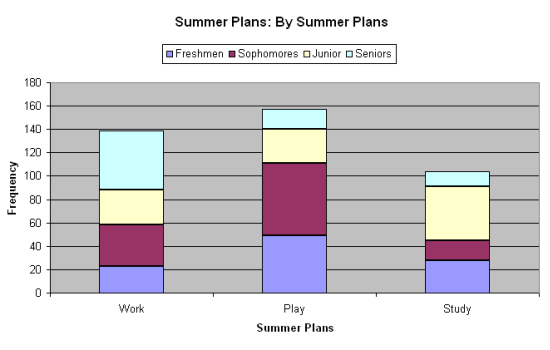 Summer Plans: By Summer Plans
Freshmen Sophomores Junior Seniors
180
160
140
120
100
80
60
40
20
0
Frequency
Work Play Study
Summer Plans